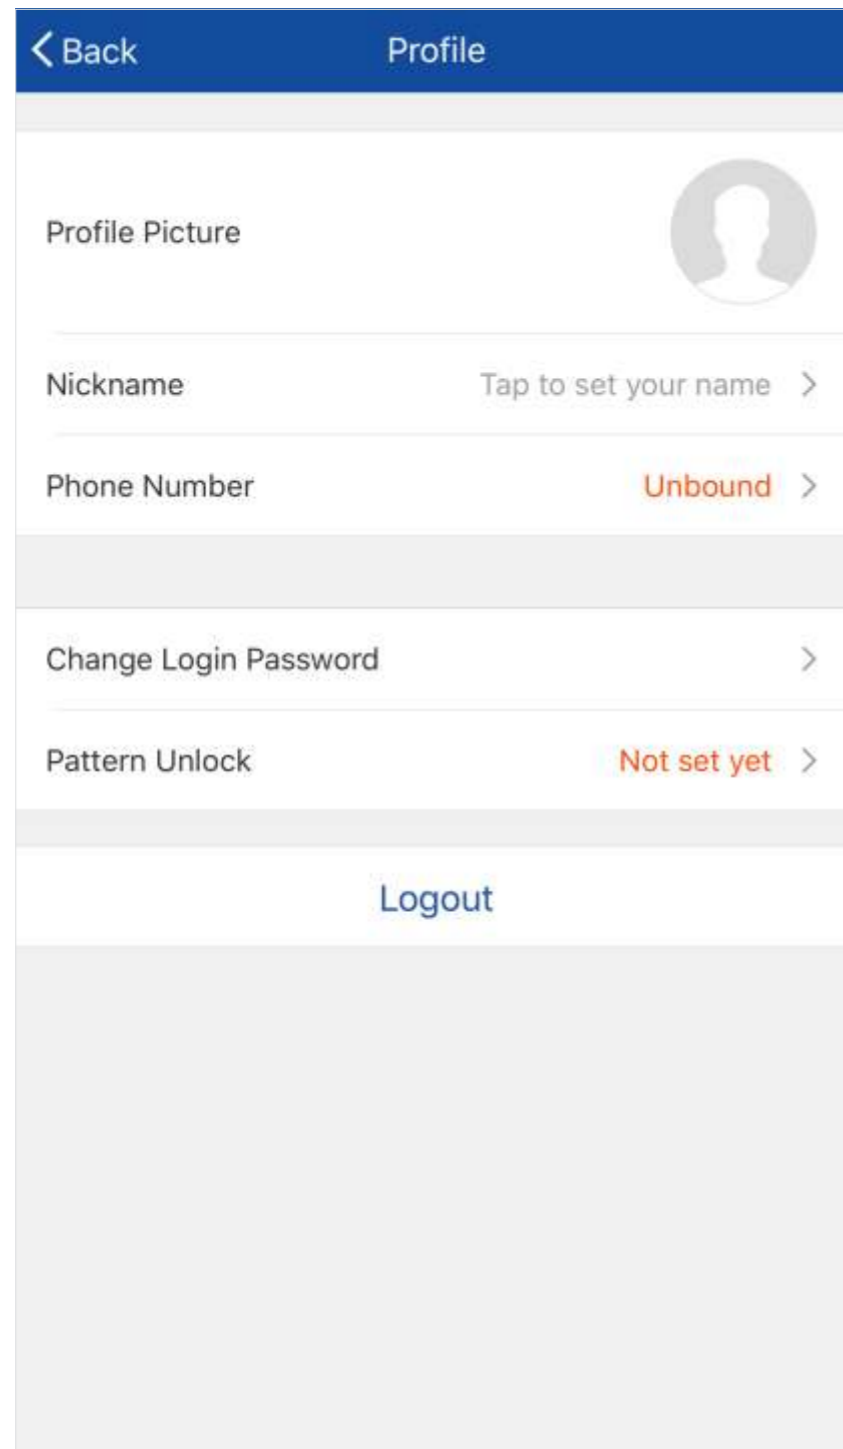 Back Profile
Profile Picture
Nickname Tap to set your name
Phone Number Unbound
Change Login Password
Pattern Unlock Not set yet
Logout